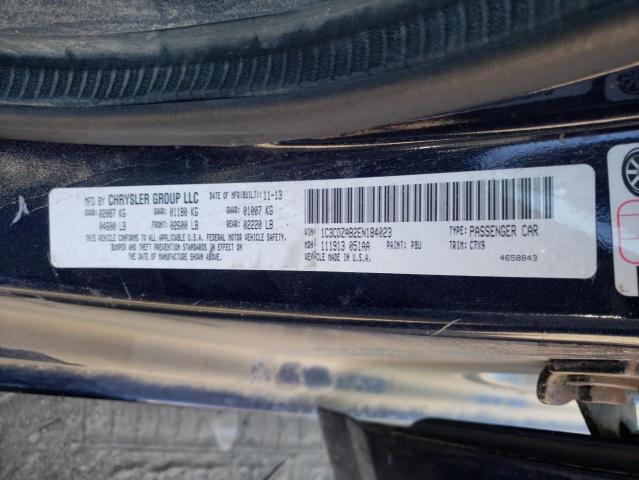 MFD BY CHRYSLER GROUP LLC DATE OF MFR(BUILT): 11-13
GVWR: 02087 KG GAWR: 01180 KG GAWR: 01007 KG
04600 LB FRONT: 02600 LB REAR: 02220 LB
THIS VEHICLE CONFORMS TO ALL APPLICABLE U.S.A. FEDERAL MOTOR VEHICLE SAFETY,
BUMPER AND THEFT PREVENTION STANDARDS IN EFFECT ON
THE DATE OF MANUFACTURE SHOWN ABOVE.
VIN: 1C3CDZAB2EN184023 TYPE: PASSENGER CAR
MDH: 111913 051AA PAINT: PBU TRIM: C7X9
VEHICLE MADE IN U.S.A. 4658843